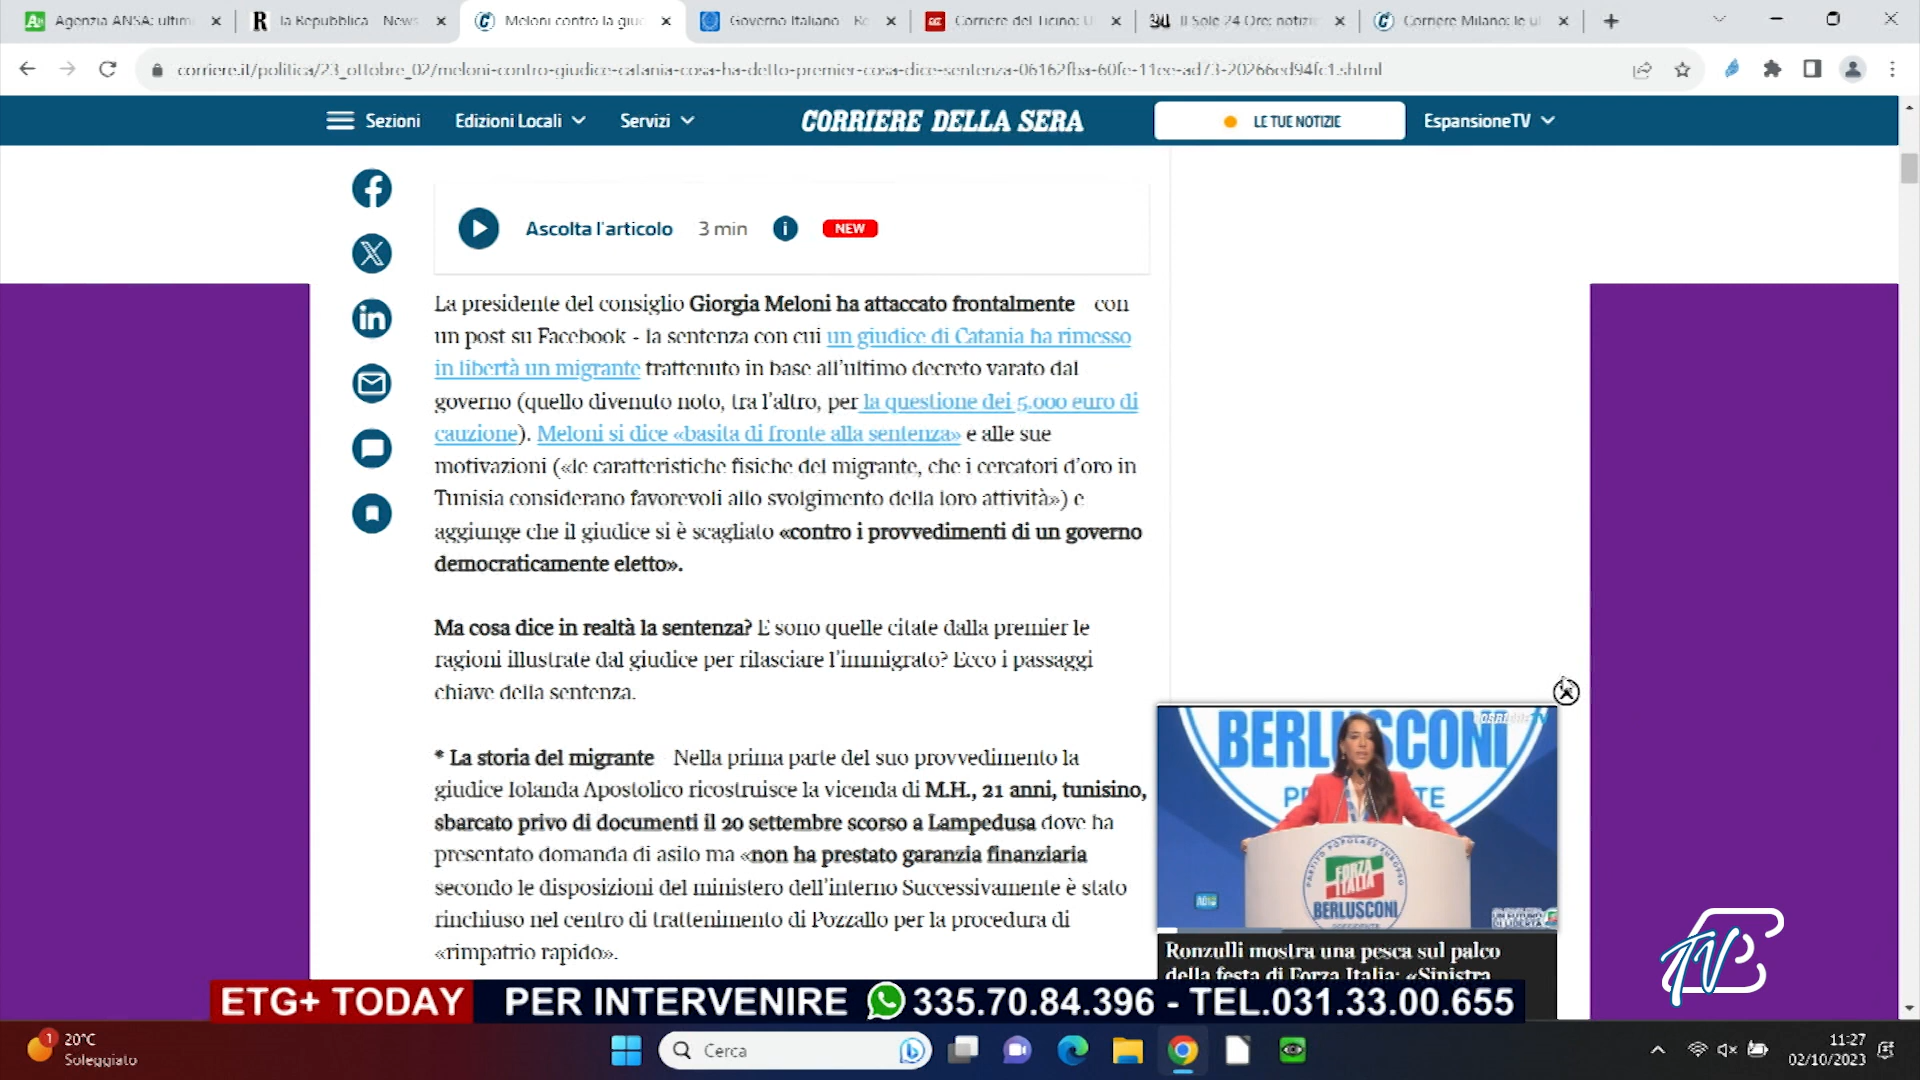 Agenzia ANSA: ultim
la Repubblica - News
Meloni contro la giud
Governo Italiano - Re
Corriere del Ticino: U
Il Sole 24 Ore: notizi
Corriere Milano: le ul
corriere.it/politica/23_ottobre_02/meloni-contro-giudice-catania-cosa-ha-detto-premier-cosa-dice-sentenza-06162fba-60fe-11ee-ad73-20266ed94fc1.shtml
Sezioni
Edizioni Locali
Servizi
CORRIERE DELLA SERA
LE TUE NOTIZIE
EspansioneTV
Ascolta l'articolo
3 min
NEW
La presidente del consiglio Giorgia Meloni ha attaccato frontalmente con
un post su Facebook - la sentenza con cui un giudice di Catania ha rimesso
in libertà un migrante trattenuto in base all'ultimo decreto varato dal
governo (quello divenuto noto, tra l'altro, per la questione dei 5.000 euro di
cauzione). Meloni si dice «basita di fronte alla sentenza» e alle sue
motivazioni («le caratteristiche fisiche del migrante, che i cercatori d'oro in
Tunisia considerano favorevoli allo svolgimento della loro attività») e
aggiunge che il giudice si è scagliato «contro i provvedimenti di un governo
democraticamente eletto».
Ma cosa dice in realtà la sentenza? E sono quelle citate dalla premier le
ragioni illustrate dal giudice per rilasciare l'immigrato? Ecco i passaggi
chiave della sentenza.
* La storia del migrante Nella prima parte del suo provvedimento la
giudice Iolanda Apostolico ricostruisce la vicenda di M.H., 21 anni, tunisino,
sbarcato privo di documenti il 20 settembre scorso a Lampedusa dove ha
presentato domanda di asilo ma «non ha prestato garanzia finanziaria
secondo le disposizioni del ministero dell'interno Successivamente è stato
rinchiuso nel centro di trattenimento di Pozzallo per la procedura di
«rimpatrio rapido».
BERLUSCONI
PARTITO POPOLARE EUROPEO
FORZA
ITALIA
BERLUSCONI
PRESIDENTE
Ronzulli mostra una pesca sul palco
della festa di Forza Italia: «Sinistra
TV
ETG+ TODAY
PER INTERVENIRE 335.70.84.396 - TEL.031.33.00.655
1
20°C
Soleggiato
Cerca
11:27
02/10/2023